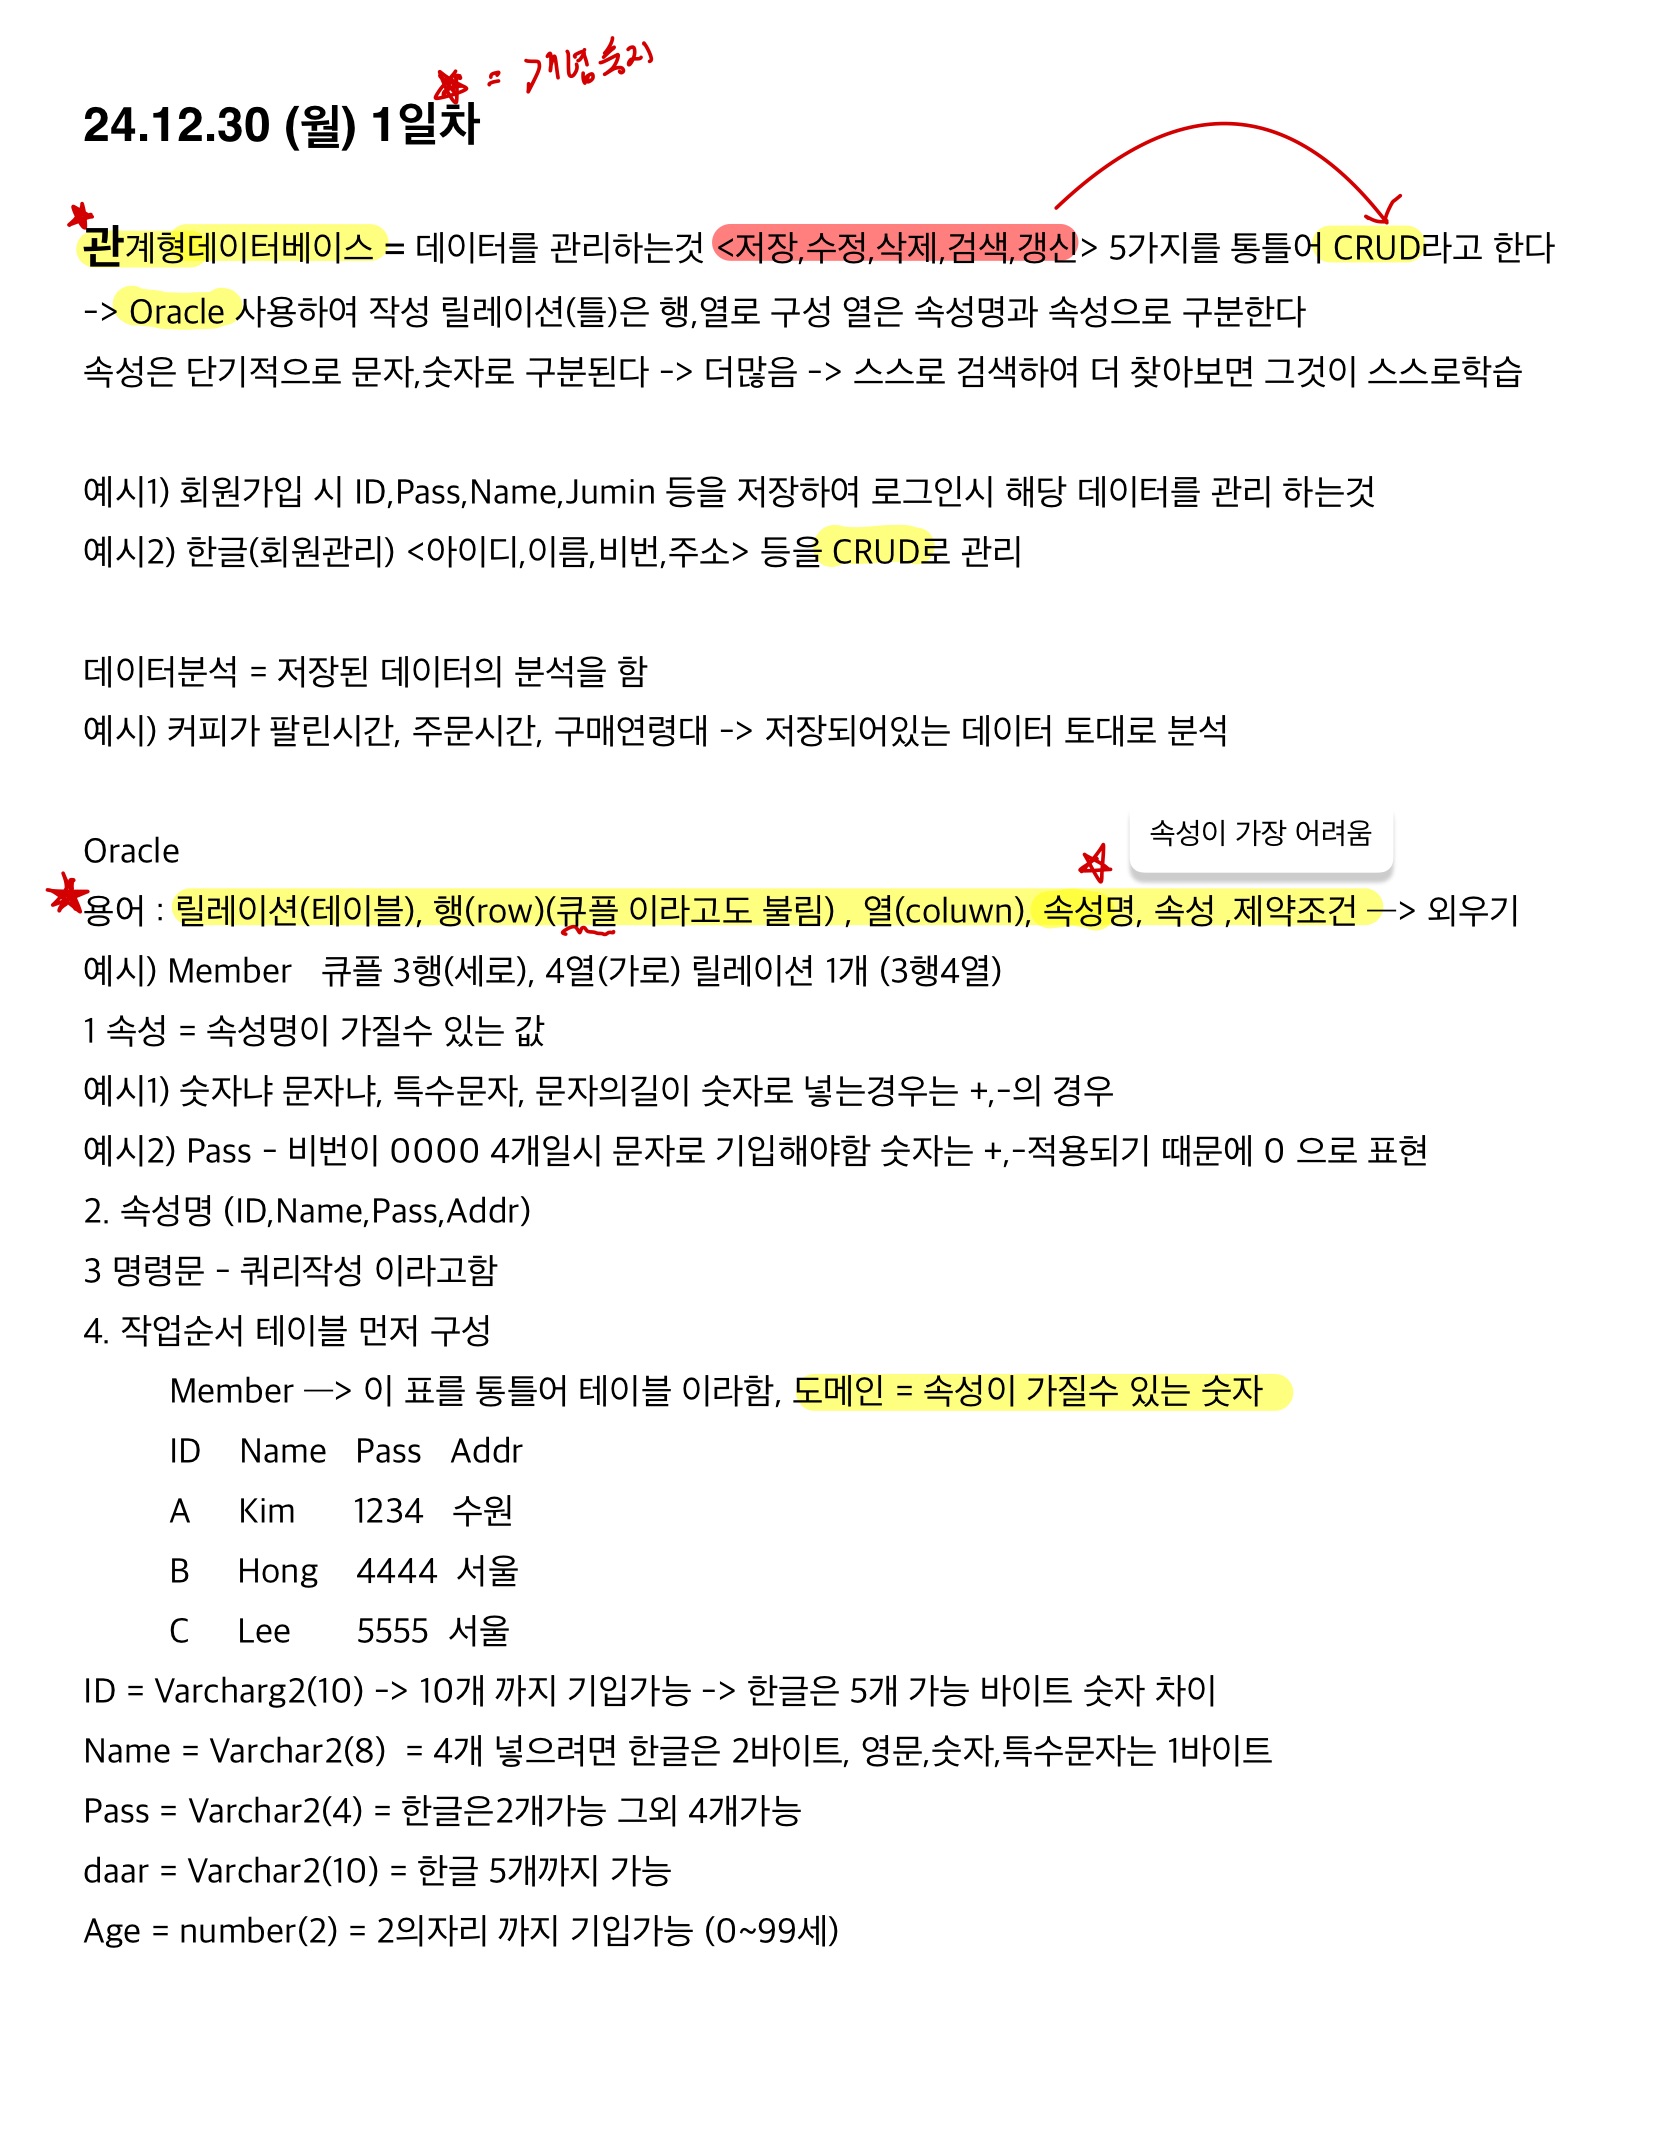 = 개념숙지
24.12.30 (월) 1일차
관계형데이터베이스 = 데이터를 관리하는것 <저장,수정,삭제,검색,갱신> 5가지를 통틀어 CRUD라고 한다
-> Oracle 사용하여 작성 릴레이션(틀)은 행,열로 구성 열은 속성명과 속성으로 구분한다
속성은 단기적으로 문자,숫자로 구분된다 -> 더많음 -> 스스로 검색하여 더 찾아보면 그것이 스스로학습
예시1) 회원가입 시 ID,Pass,Name,Jumin 등을 저장하여 로그인시 해당 데이터를 관리 하는것
예시2) 한글(회원관리) <아이디,이름,비번,주소> 등을 CRUD로 관리
데이터분석 = 저장된 데이터의 분석을 함
예시) 커피가 팔린시간, 주문시간, 구매연령대 -> 저장되어있는 데이터 토대로 분석
속성이 가장 어려움
Oracle
용어 : 릴레이션(테이블), 행(row)(큐플 이라고도 불림) , 열(coluwn), 속성명, 속성 ,제약조건 —> 외우기
예시) Member 큐플 3행(세로), 4열(가로) 릴레이션 1개 (3행4열)
1 속성 = 속성명이 가질수 있는 값
예시1) 숫자냐 문자냐, 특수문자, 문자의길이 숫자로 넣는경우는 +,-의 경우
예시2) Pass - 비번이 0000 4개일시 문자로 기입해야함 숫자는 +,-적용되기 때문에 0 으로 표현
2. 속성명 (ID,Name,Pass,Addr)
3 명령문 - 쿼리작성 이라고함
4. 작업순서 테이블 먼저 구성
Member —> 이 표를 통틀어 테이블 이라함, 도메인 = 속성이 가질수 있는 숫자
ID Name Pass Addr
A Kim 1234 수원
B Hong 4444 서울
C Lee 5555 서울
ID = Varcharg2(10) -> 10개 까지 기입가능 -> 한글은 5개 가능 바이트 숫자 차이
Name = Varchar2(8) = 4개 넣으려면 한글은 2바이트, 영문,숫자,특수문자는 1바이트
Pass = Varchar2(4) = 한글은2개가능 그외 4개가능
daar = Varchar2(10) = 한글 5개까지 가능
Age = number(2) = 2의자리 까지 기입가능 (0~99세)